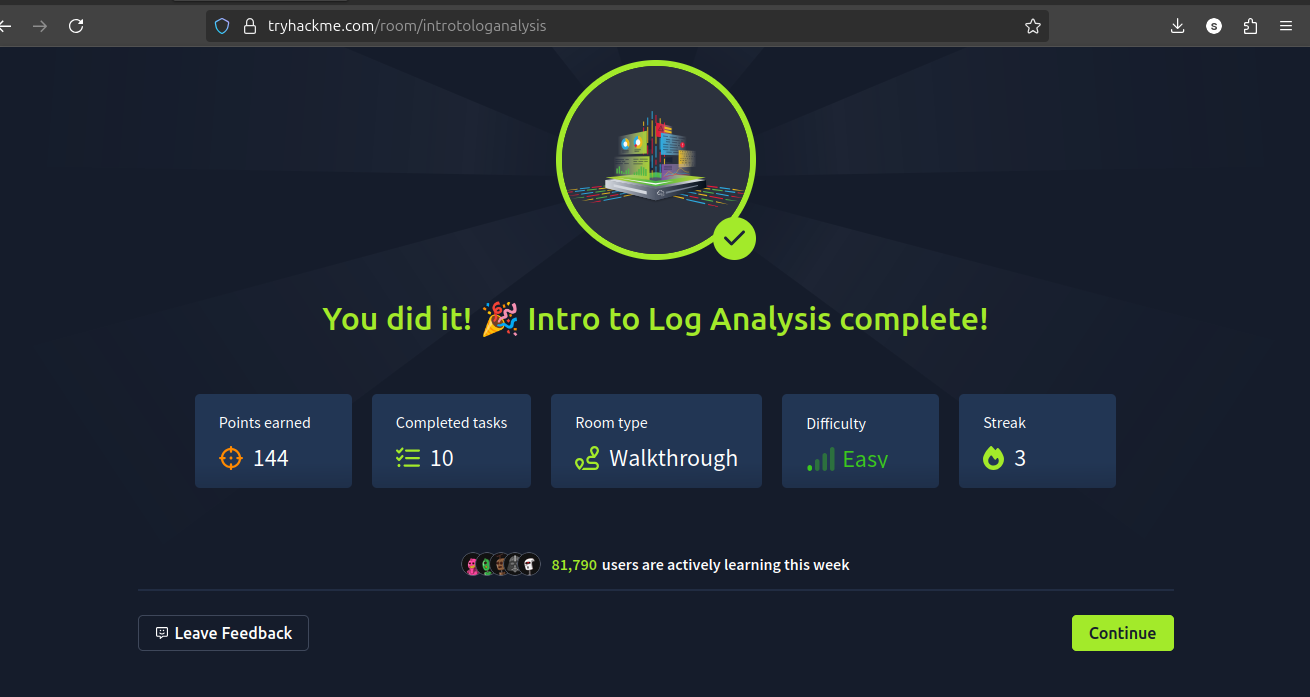 tryhackme.com/room/introtologanalysis
S
You did it! 🎉 Intro to Log Analysis complete!
Points earned
144
Completed tasks
10
Room type
Walkthrough
Difficulty
Easy
Streak
3
81,790 users are actively learning this week
Leave Feedback
Continue